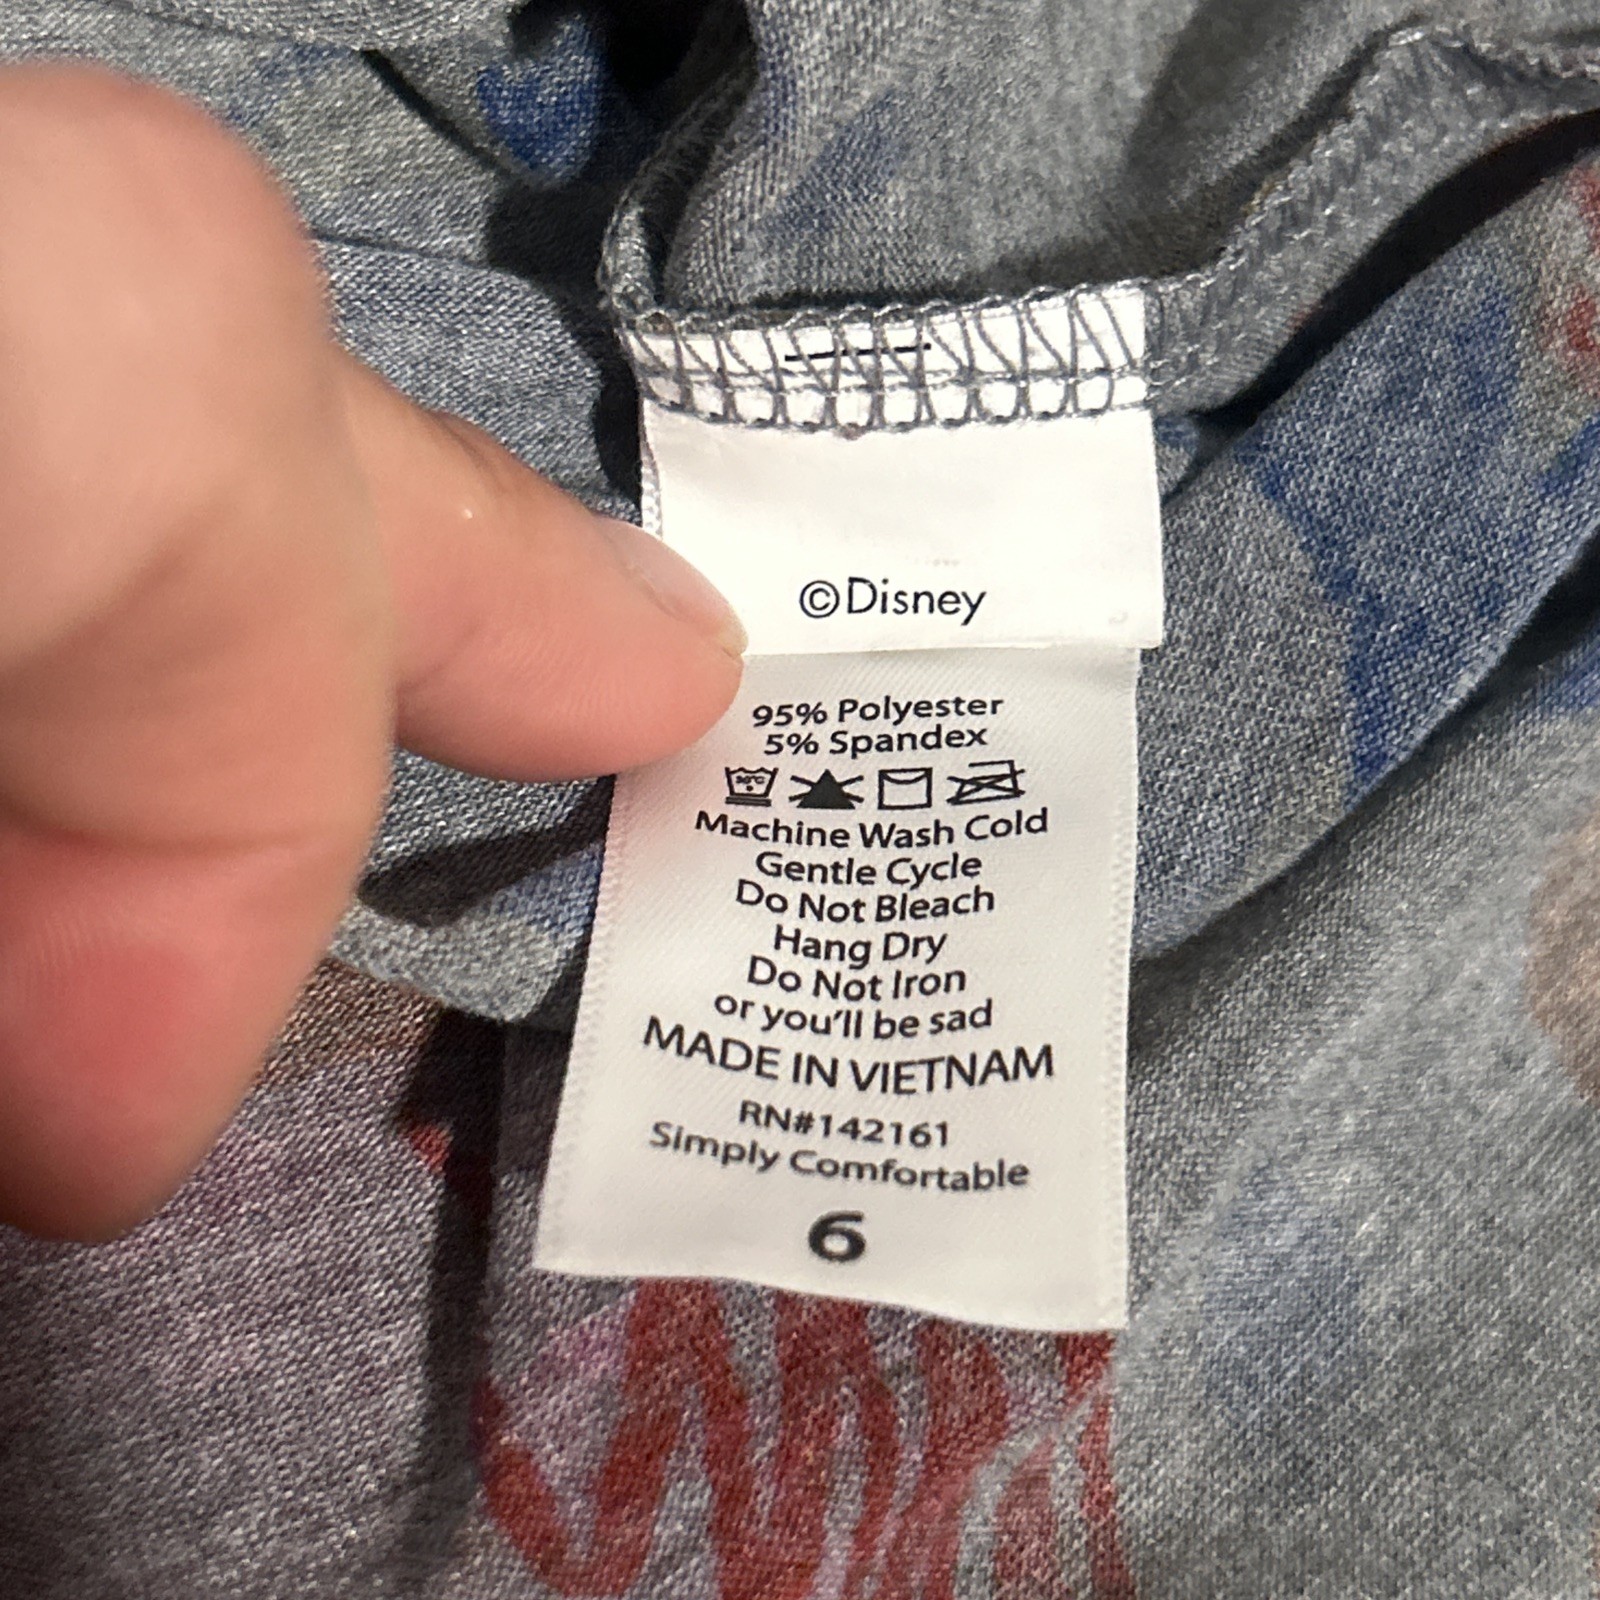 ©Disney
95% Polyester
5% Spandex
30°C
Machine Wash Cold
Gentle Cycle
Do Not Bleach
Hang Dry
Do Not Iron
or you'll be sad
MADE IN VIETNAM
RN#142161
Simply Comfortable
6